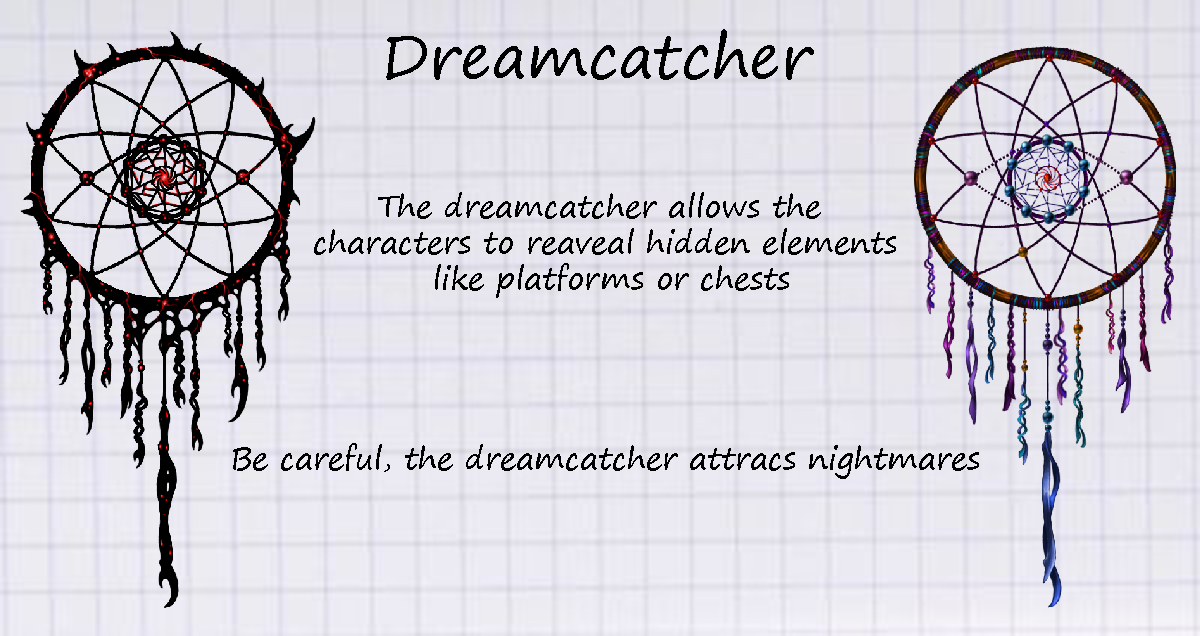 Dreamcatcher
The dreamcatcher allows the
characters to reaveal hidden elements
like platforms or chests
Be careful, the dreamcatcher attracs nightmares